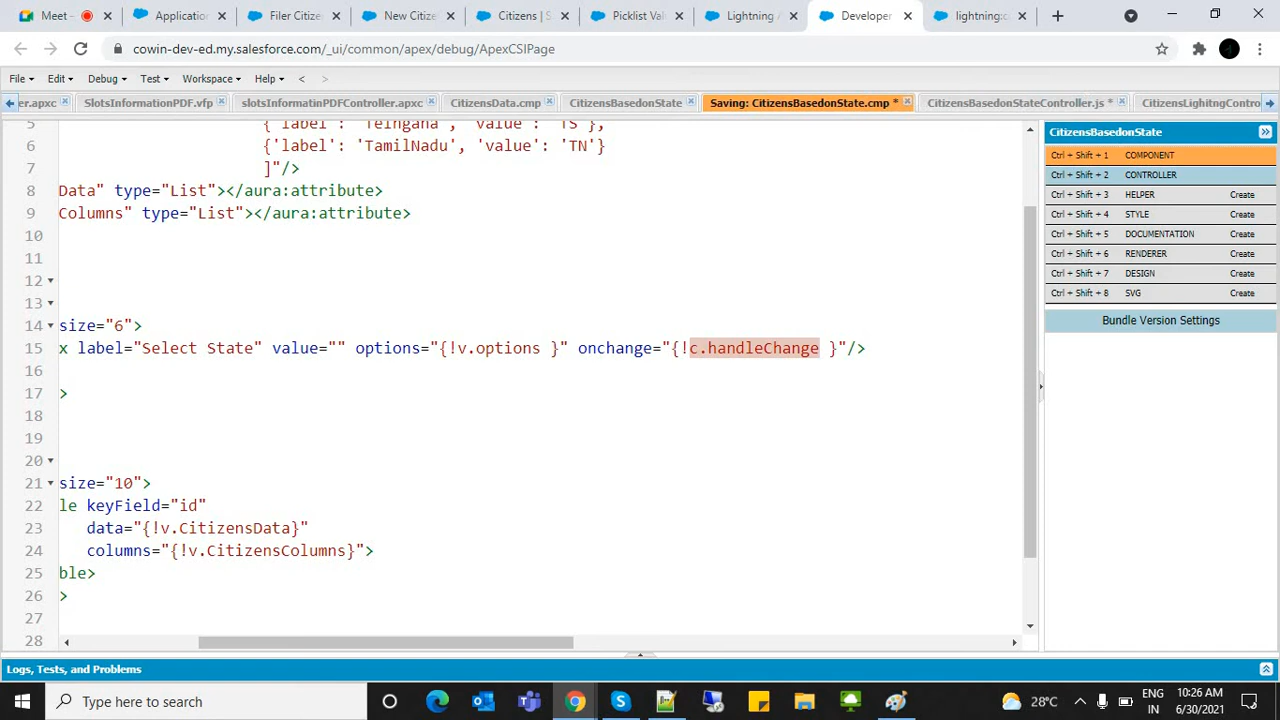 Meet –
Application
Filer Citize
New Citize
Citizens | S
Picklist Val
Lightning A
Developer
lightning:c
cowin-dev-ed.my.salesforce.com/_ui/common/apex/debug/ApexCSIPage
File Edit Debug Test Workspace Help < >
er.apxc
SlotsInformationPDF.vfp
slotsInformatinPDFController.apxc
CitizensData.cmp
CitizensBasedonState
Saving: CitizensBasedonState.cmp *
CitizensBasedonStateController.js *
CitizensLighitngContro
5 {'label': 'Telngana', 'value': 'TS'},
6 {'label': 'TamilNadu', 'value': 'TN'}
7 ]"/>
8 Data" type="List"></aura:attribute>
9 Columns" type="List"></aura:attribute>
10
11
12
13
14 size="6">
15 x label="Select State" value="" options="{!v.options }" onchange="{!c.handleChange }"/>
16
17 >
18
19
20
21 size="10">
22 le keyField="id"
23 data="{!v.CitizensData}"
24 columns="{!v.CitizensColumns}">
25 ble>
26 >
27
28
CitizensBasedonState
Ctrl + Shift + 1 COMPONENT
Ctrl + Shift + 2 CONTROLLER
Ctrl + Shift + 3 HELPER Create
Ctrl + Shift + 4 STYLE Create
Ctrl + Shift + 5 DOCUMENTATION Create
Ctrl + Shift + 6 RENDERER Create
Ctrl + Shift + 7 DESIGN Create
Ctrl + Shift + 8 SVG Create
Bundle Version Settings
Logs, Tests, and Problems
Type here to search
28°C
ENG
IN
10:26 AM
6/30/2021